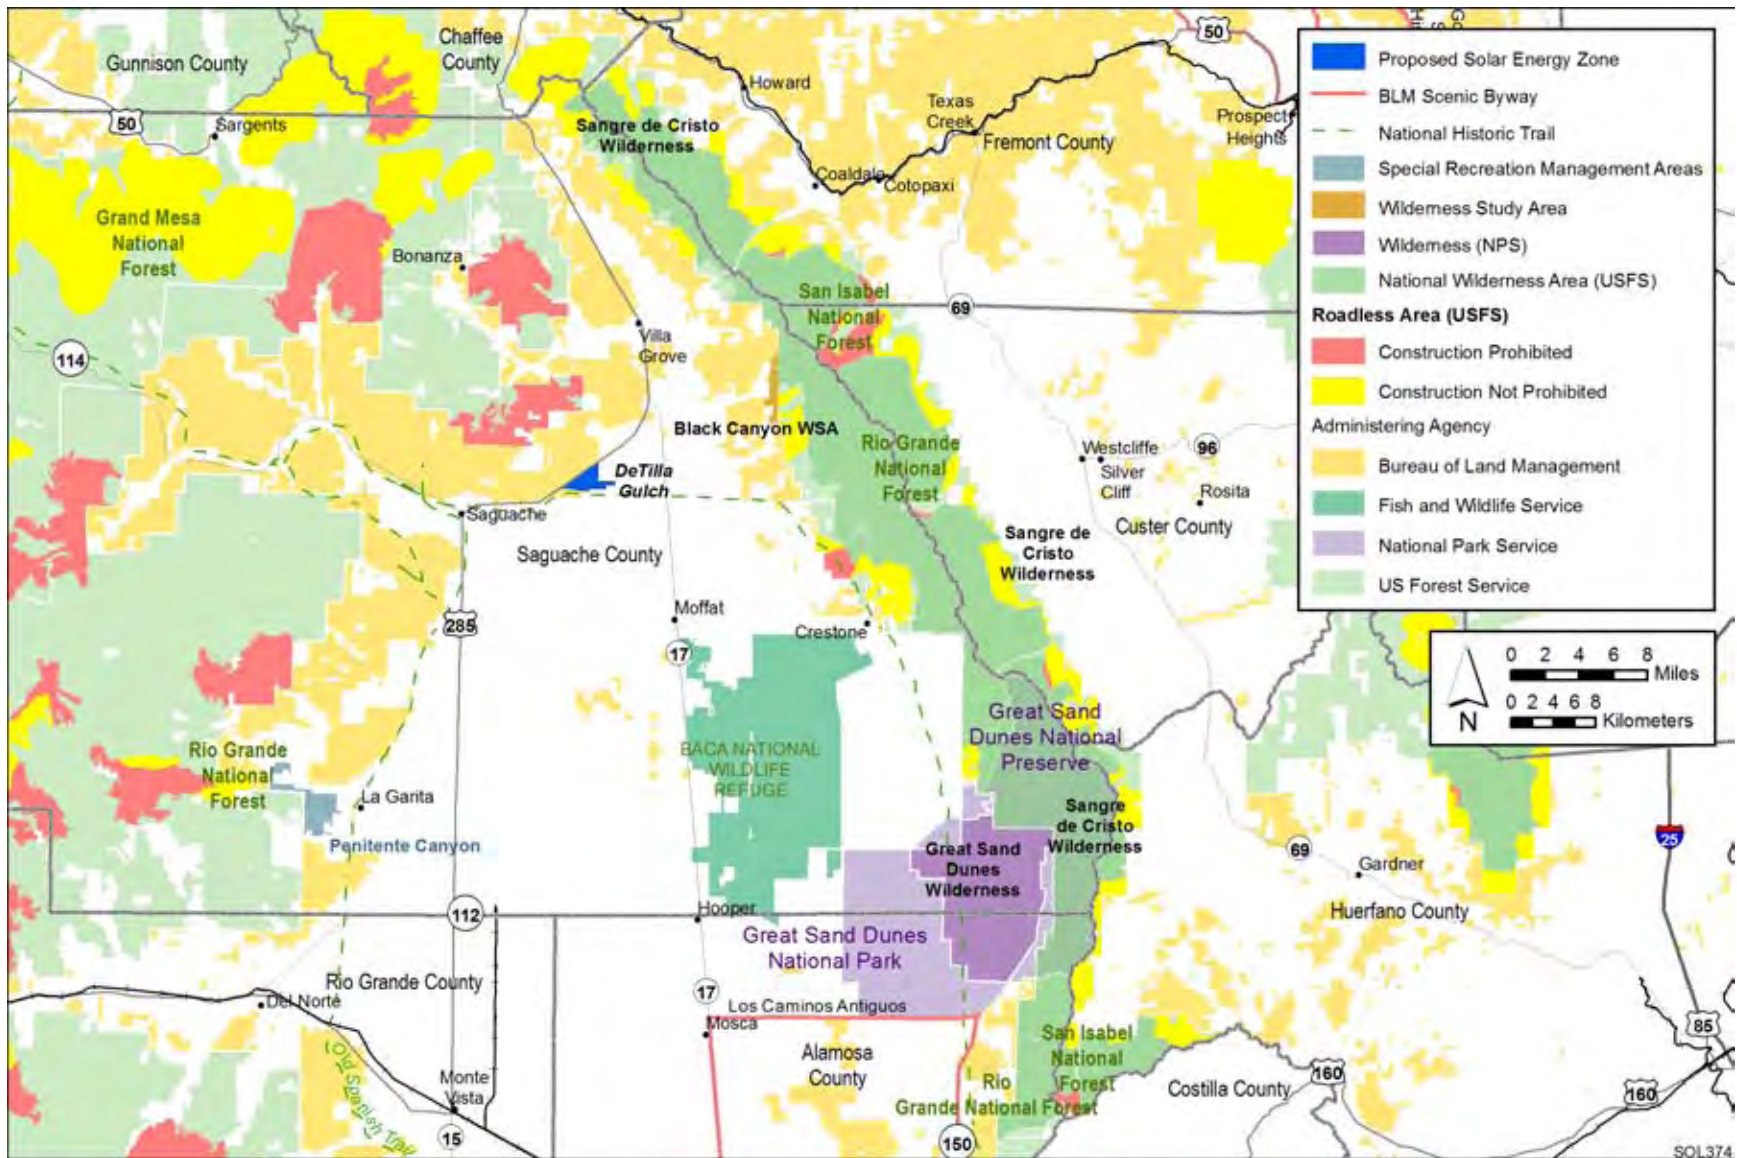 Gunnison County
Chaffee
County
50
Sargents
Howard
Texas
Creek
50
Prospect
Heights
Fremont County
Sangre de Cristo
Wilderness
Coaldale
Cotopaxi
Grand Mesa
National
Forest
Bonanza
San Isabel
National
Forest
69
114
Villa
Grove
Black Canyon WSA
Rio Grande
National
Forest
Westcliffe
96
Silver
Cliff
Rosita
Custer County
DeTilla
Gulch
Saguache
Saguache County
Sangre de
Cristo
Wilderness
285
Moffat
Crestone
17
Great Sand
Dunes National
Preserve
BACA NATIONAL
WILDLIFE
REFUGE
Rio Grande
National
Forest
La Garita
Penitente Canyon
Sangre
de Cristo
Wilderness
Great Sand
Dunes
Wilderness
69
Gardner
25
Huerfano County
112
Hooper
Great Sand Dunes
National Park
Rio Grande County
Del Norte
17
Los Caminos Antiguos
Mosca
Alamosa
County
San Isabel
National
Forest
Rio
Grande National Forest
Costilla County
160
85
160
Old Spanish Trail
Monte
Vista
15
150
Proposed Solar Energy Zone
BLM Scenic Byway
National Historic Trail
Special Recreation Management Areas
Wilderness Study Area
Wilderness (NPS)
National Wilderness Area (USFS)
Roadless Area (USFS)
Construction Prohibited
Construction Not Prohibited
Administering Agency
Bureau of Land Management
Fish and Wildlife Service
National Park Service
US Forest Service
0 2 4 6 8
Miles
0 2 4 6 8
Kilometers
N
SOL374